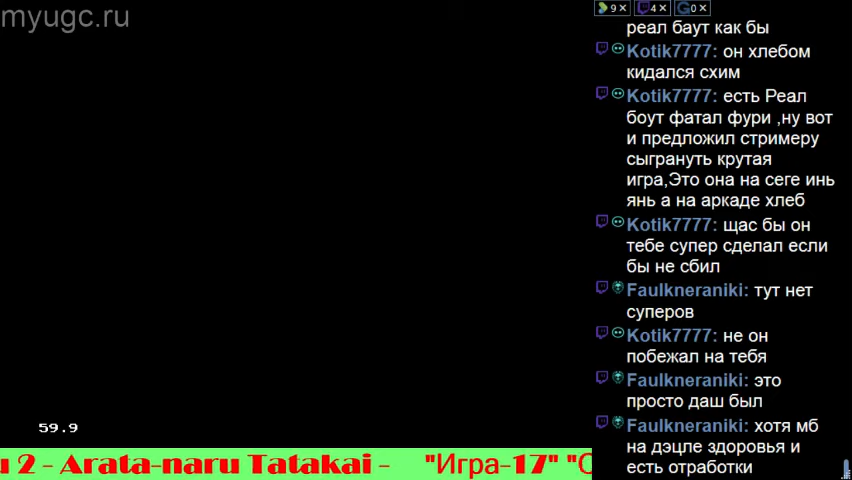 myugc.ru
9 × 4 × 0 ×
реал баут как бы
Kotik7777: он хлебом
кидался схим
Kotik7777: есть Реал
боут фатал фури ,ну вот
и предложил стримеру
сыгрануть крутая
игра,Это она на сеге инь
янь а на аркаде хлеб
Kotik7777: щас бы он
тебе супер сделал если
бы не сбил
Faulkneraniki: тут нет
суперов
Kotik7777: не он
побежал на тебя
Faulkneraniki: это
просто даш был
Faulkneraniki: хотя мб
на дэцле здоровья и
есть отработки
59.9
2 - Arata-naru Tatakai - "Игра-17"